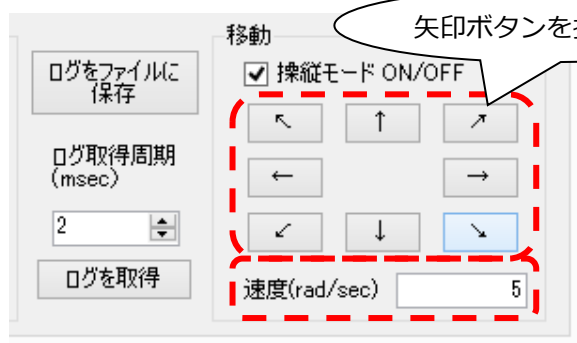 矢印ボタンを
移動
ログをファイルに
保存
操縦モード ON/OFF
↖ ↑ ↗
ログ取得周期
(msec)
← →
2
↙ ↓ ↘
ログを取得
速度(rad/sec) 5